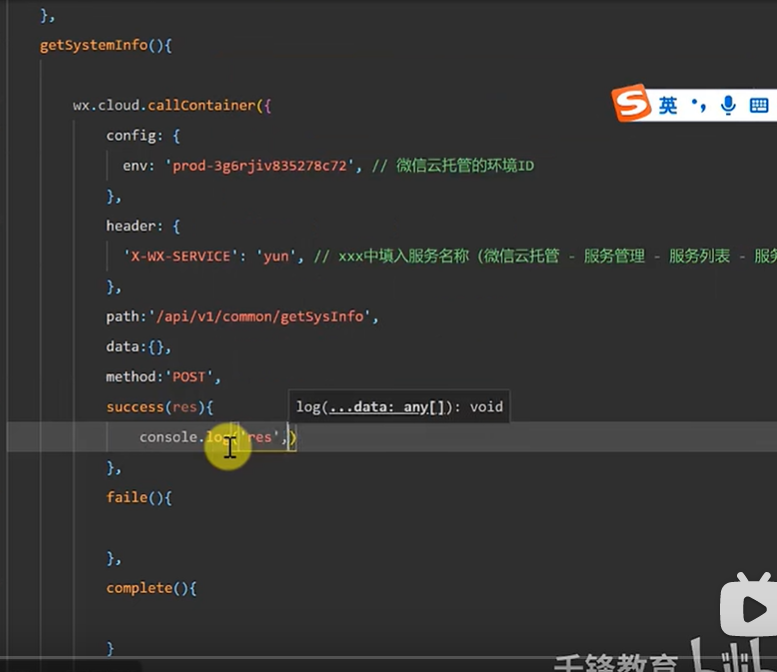 },
getSystemInfo(){
wx.cloud.callContainer({
config: {
env: 'prod-3g6rjiv835278c72', // 微信云托管的环境ID
},
header: {
'X-WX-SERVICE': 'yun', // xxx中填入服务名称（微信云托管 - 服务管理 - 服务列表 - 服务
},
path:'/api/v1/common/getSysInfo',
data:{},
method:'POST',
success(res){
log(...data: any[]): void
console.log('res',)
},
faile(){
},
complete(){
}
英
千锋教育